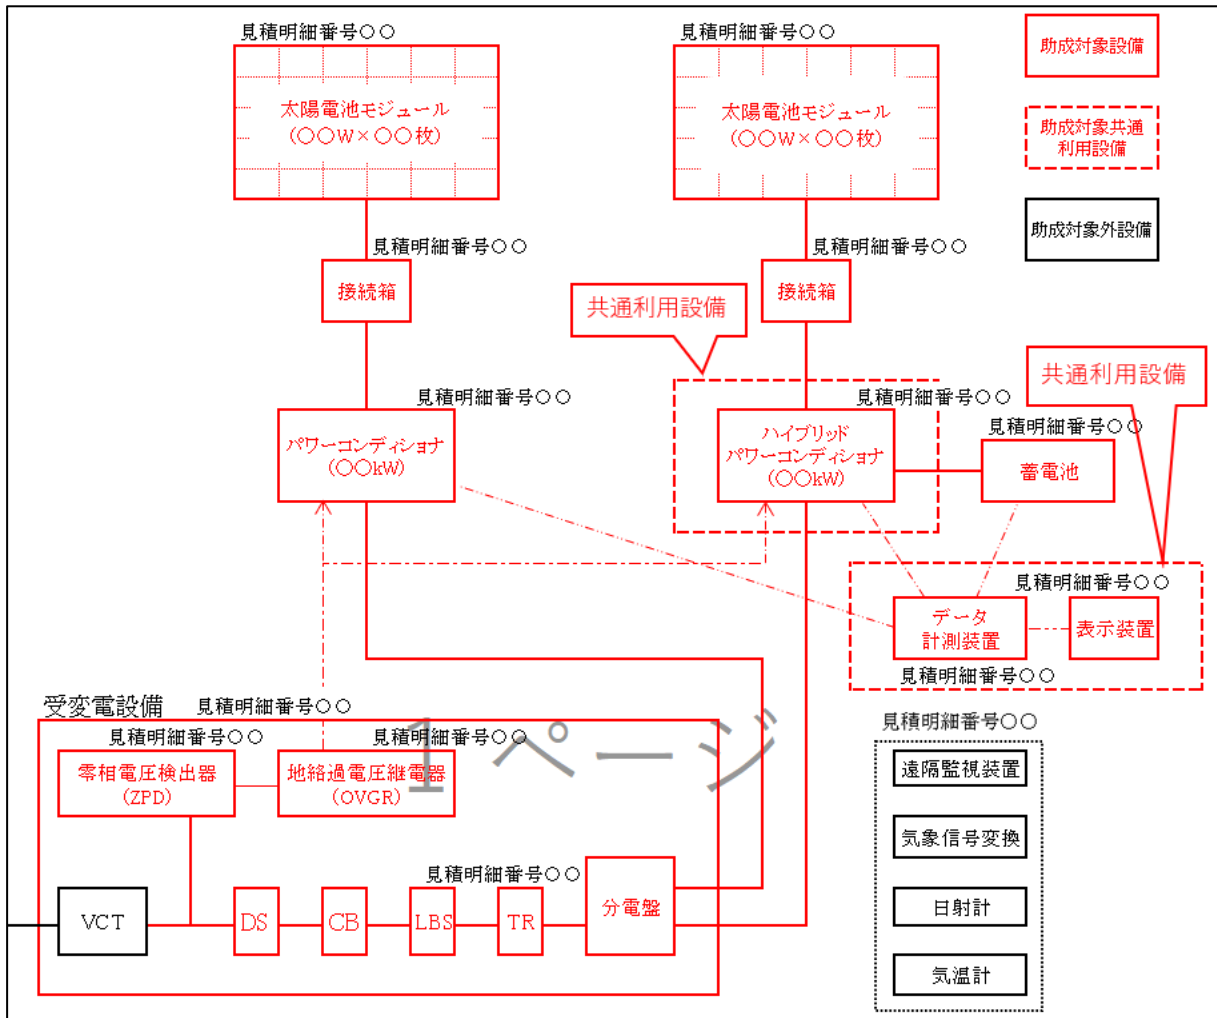 見積明細番号○○
見積明細番号○○
太陽電池モジュール
(○○W×○○枚)
太陽電池モジュール
(○○W×○○枚)
助成対象設備
助成対象共通
利用設備
助成対象外設備
見積明細番号○○
見積明細番号○○
接続箱
接続箱
共通利用設備
共通利用設備
見積明細番号○○
見積明細番号○○
見積明細番号○○
パワーコンディショナ
(○○kW)
ハイブリッド
パワーコンディショナ
(○○kW)
蓄電池
見積明細番号○○
データ
計測装置
表示装置
見積明細番号○○
受変電設備
見積明細番号○○
見積明細番号○○
見積明細番号○○
零相電圧検出器
(ZPD)
地絡過電圧継電器
(OVGR)
1 ページ
見積明細番号○○
遠隔監視装置
気象信号変換
日射計
気温計
見積明細番号○○
VCT
DS
CB
LBS
TR
分電盤